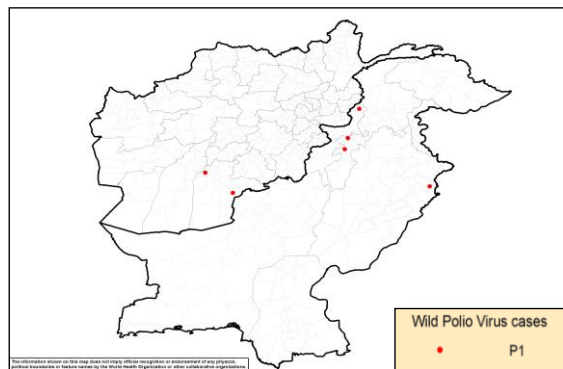 Wild Polio Virus cases
P1
The information shown on this map does not imply official recognition or endorsement of any physical,
political boundaries or feature names by the World Health Organization or other collaborative organizations.